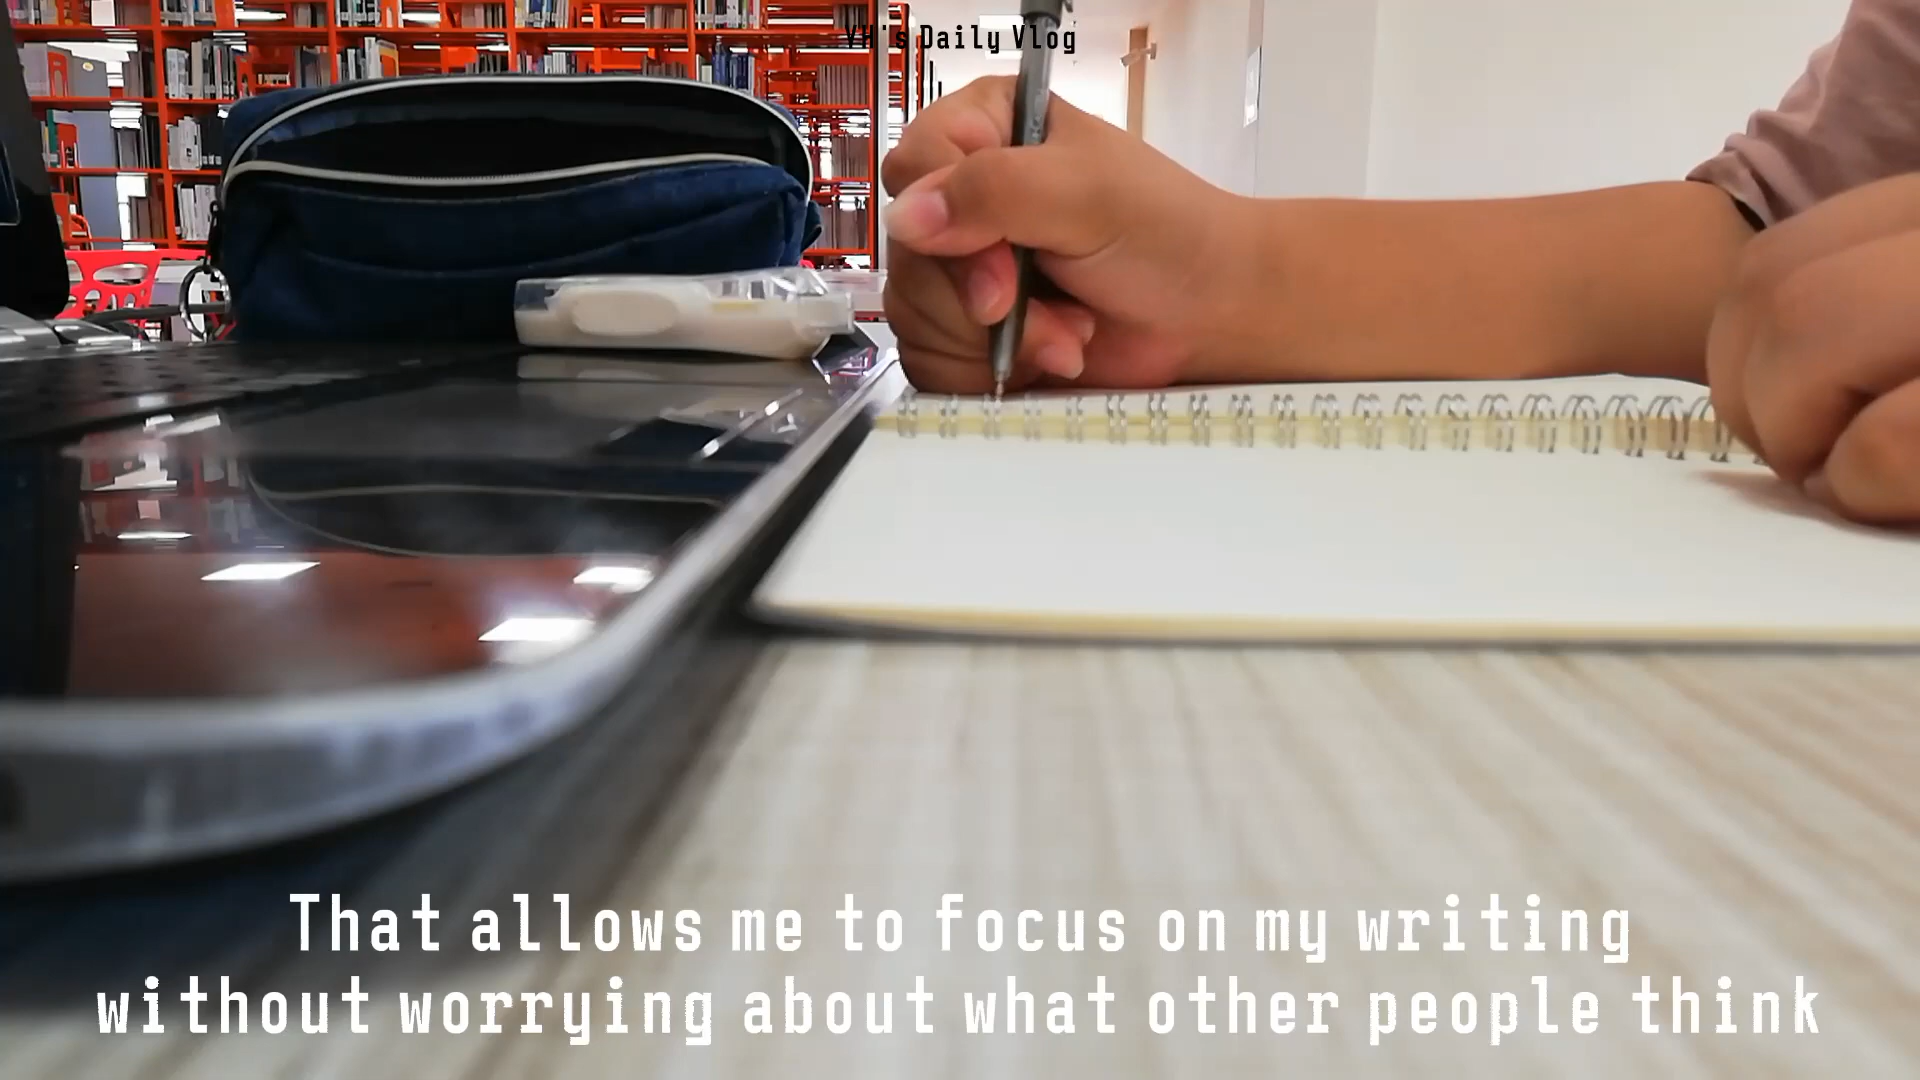 YH's Daily Vlog
That allows me to focus on my writing
without worrying about what other people think